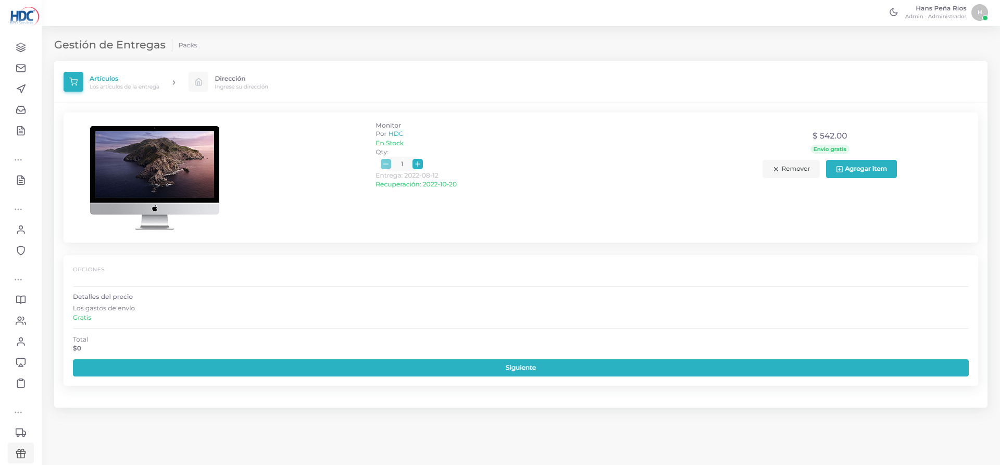 HDC
BPO Services
Hans Peña Rios
Admin - Administrador
H
Gestión de Entregas
Packs
Artículos
Los artículos de la entrega
Dirección
Ingrese su dirección
Monitor
Por HDC
En Stock
Qty:
1
Entrega: 2022-08-12
Recuperación: 2022-10-20
$ 542.00
Envio gratis
Remover
Agregar item
OPCIONES
Detalles del precio
Los gastos de envío
Gratis
Total
$0
Siguiente